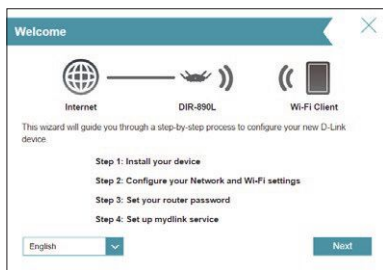 Welcome
Internet DIR-890L Wi-Fi Client
This wizard will guide you through a step-by-step process to configure your new D-Link
device
Step 1: Install your device
Step 2: Configure your Network and Wi-Fi settings
Step 3: Set your router password
Step 4: Set up mydlink service
English Next